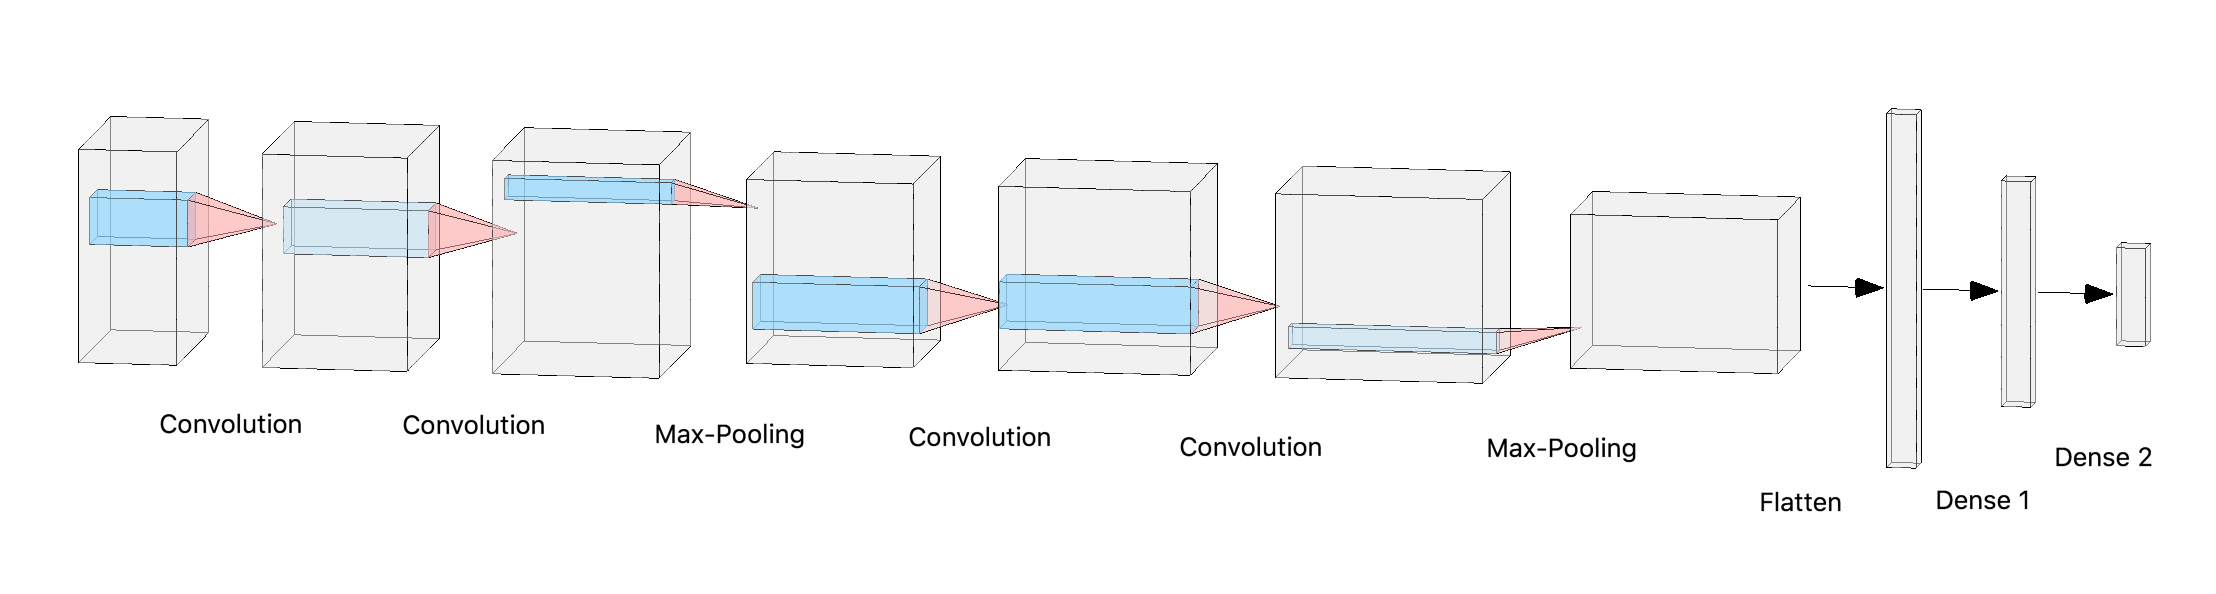 Convolution
Convolution
Max-Pooling
Convolution
Convolution
Max-Pooling
Flatten
Dense 1
Dense 2